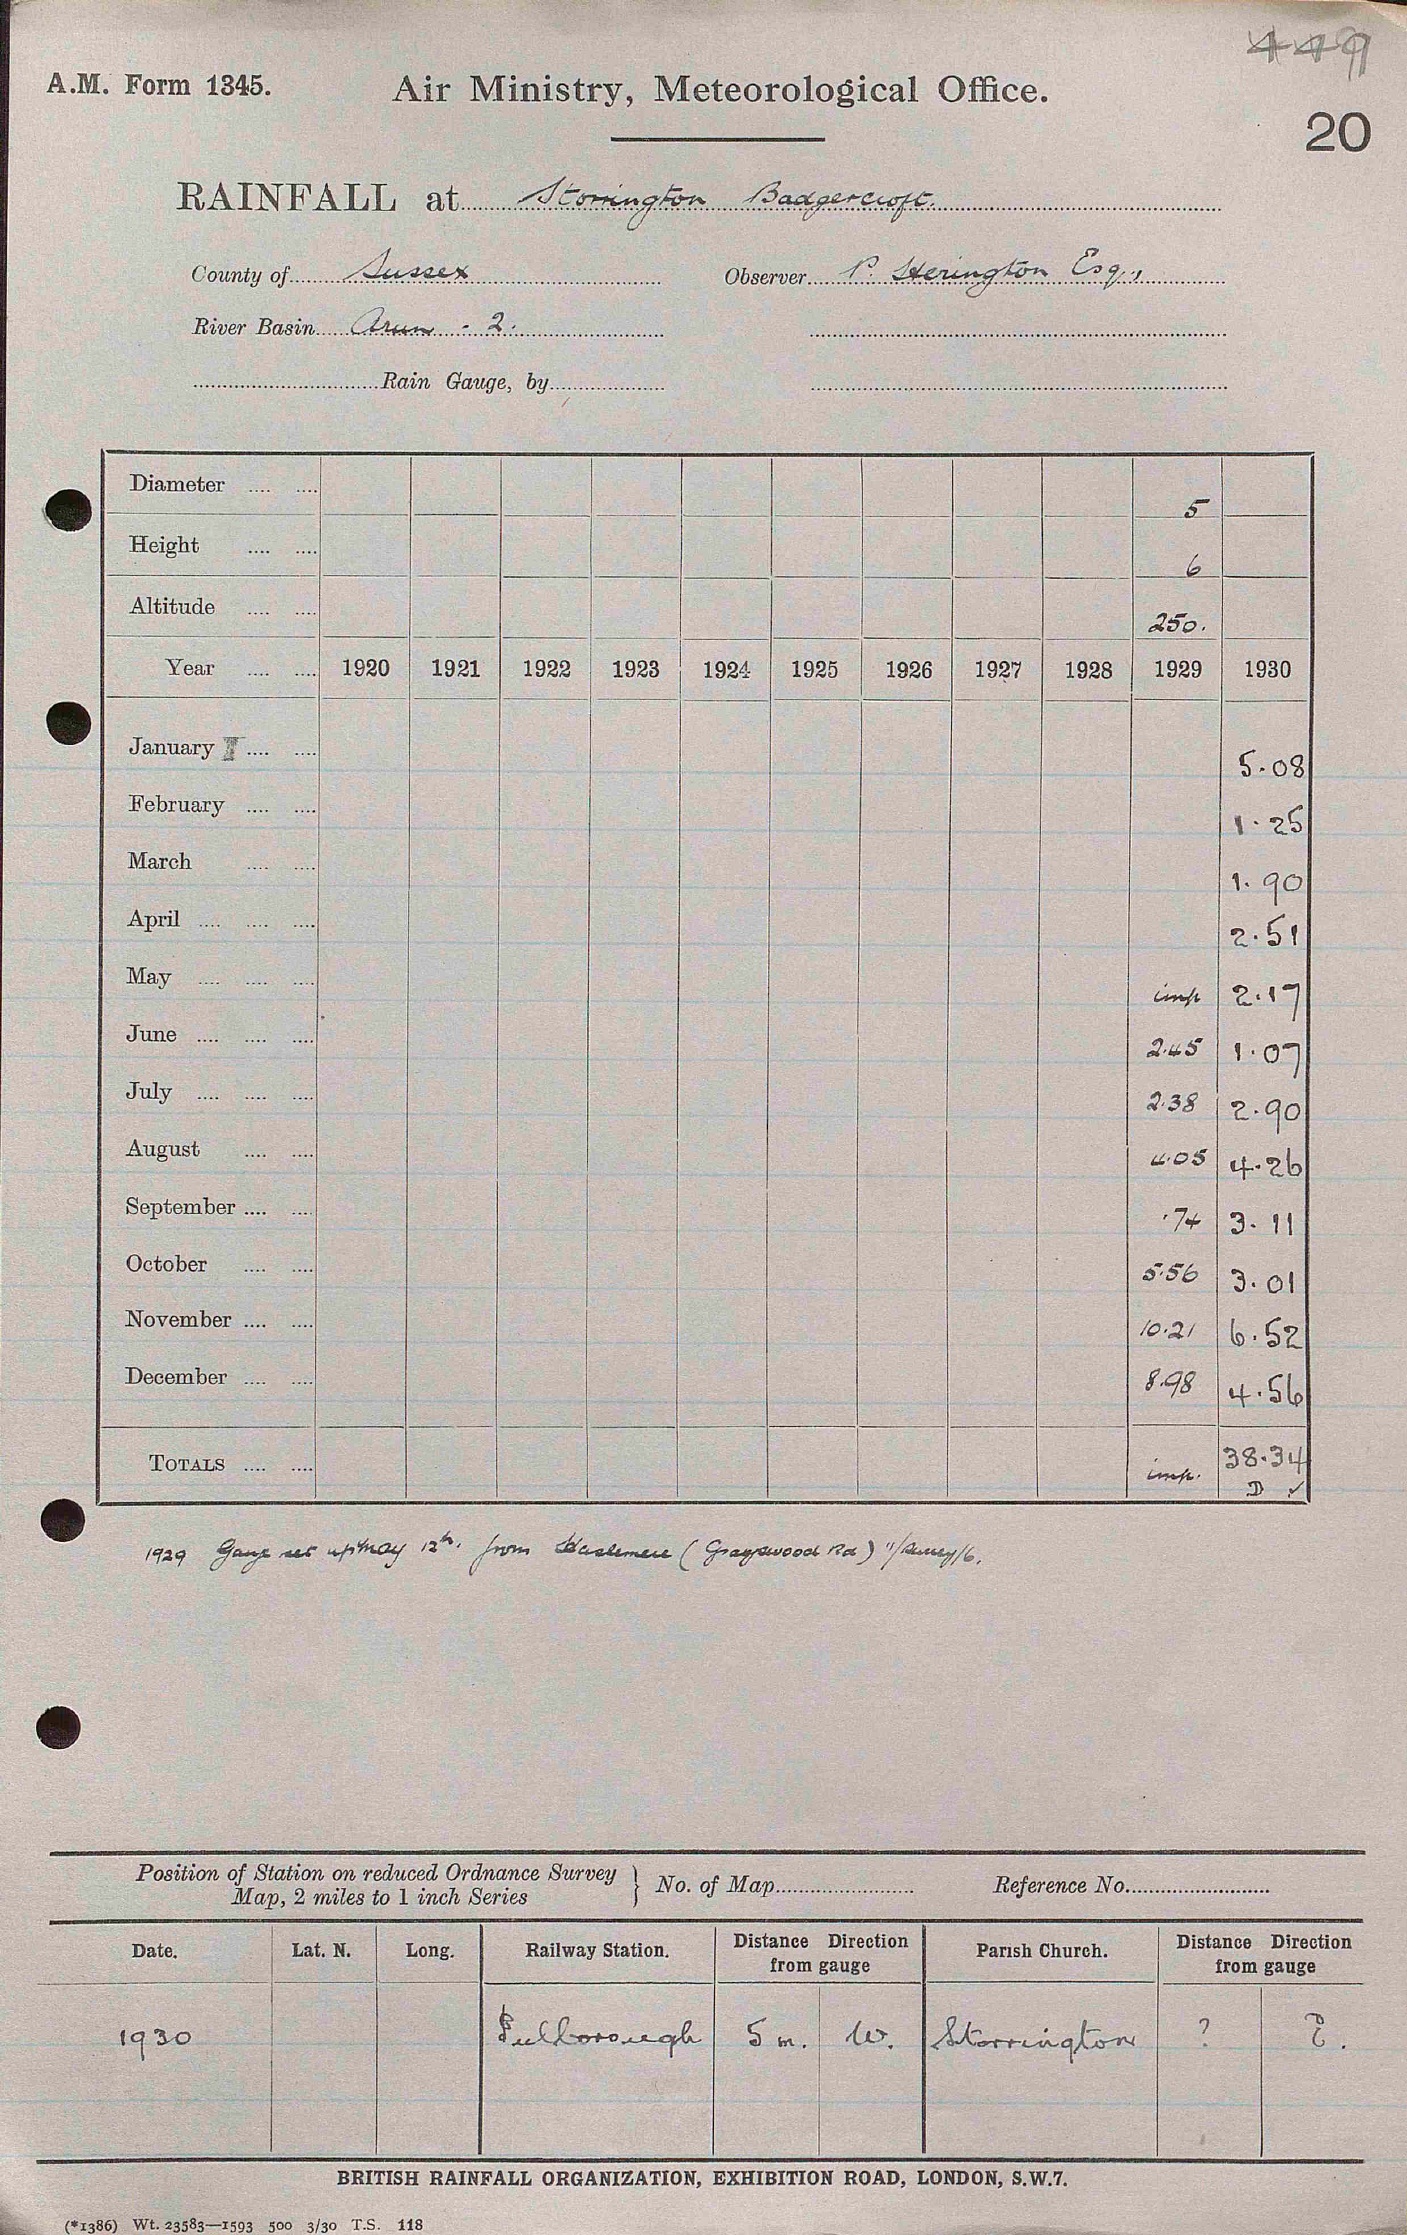 449
A.M. Form 1345. Air Ministry, Meteorological Office.
20
RAINFALL at Storrington Badgercroft.
County of Sussex Observer P. Herington Esq.,
River Basin Arun - 2.
Rain Gauge, by
Diameter .... .... 5
Height .... .... 6
Altitude .... .... 250.
Year .... .... 1920 1921 1922 1923 1924 1925 1926 1927 1928 1929 1930
January .... .... 5.08
February .... .... 1.25
March .... .... 1.90
April .... .... .... 2.51
May .... .... .... imp 2.17
June .... .... .... 2.45 1.07
July .... .... .... 2.38 2.90
August .... .... 4.05 4.26
September .... .... .74 3.11
October .... .... 5.56 3.01
November .... .... 10.21 6.52
December .... .... 8.98 4.56
TOTALS .... .... imp. 38.34
D ✓
1929 Gauge set up May 12th. from Haslemere (Grayswood Rd) "/Surrey/6.
Position of Station on reduced Ordnance Survey
Map, 2 miles to 1 inch Series } No. of Map Reference No.
Date. Lat. N. Long. Railway Station. Distance Direction from gauge Parish Church. Distance Direction from gauge
1930 Pulborough 5 m. W. Storrington ? E.
BRITISH RAINFALL ORGANIZATION, EXHIBITION ROAD, LONDON, S.W.7.
(*1386) Wt. 23583—1593 500 3/30 T.S. 118